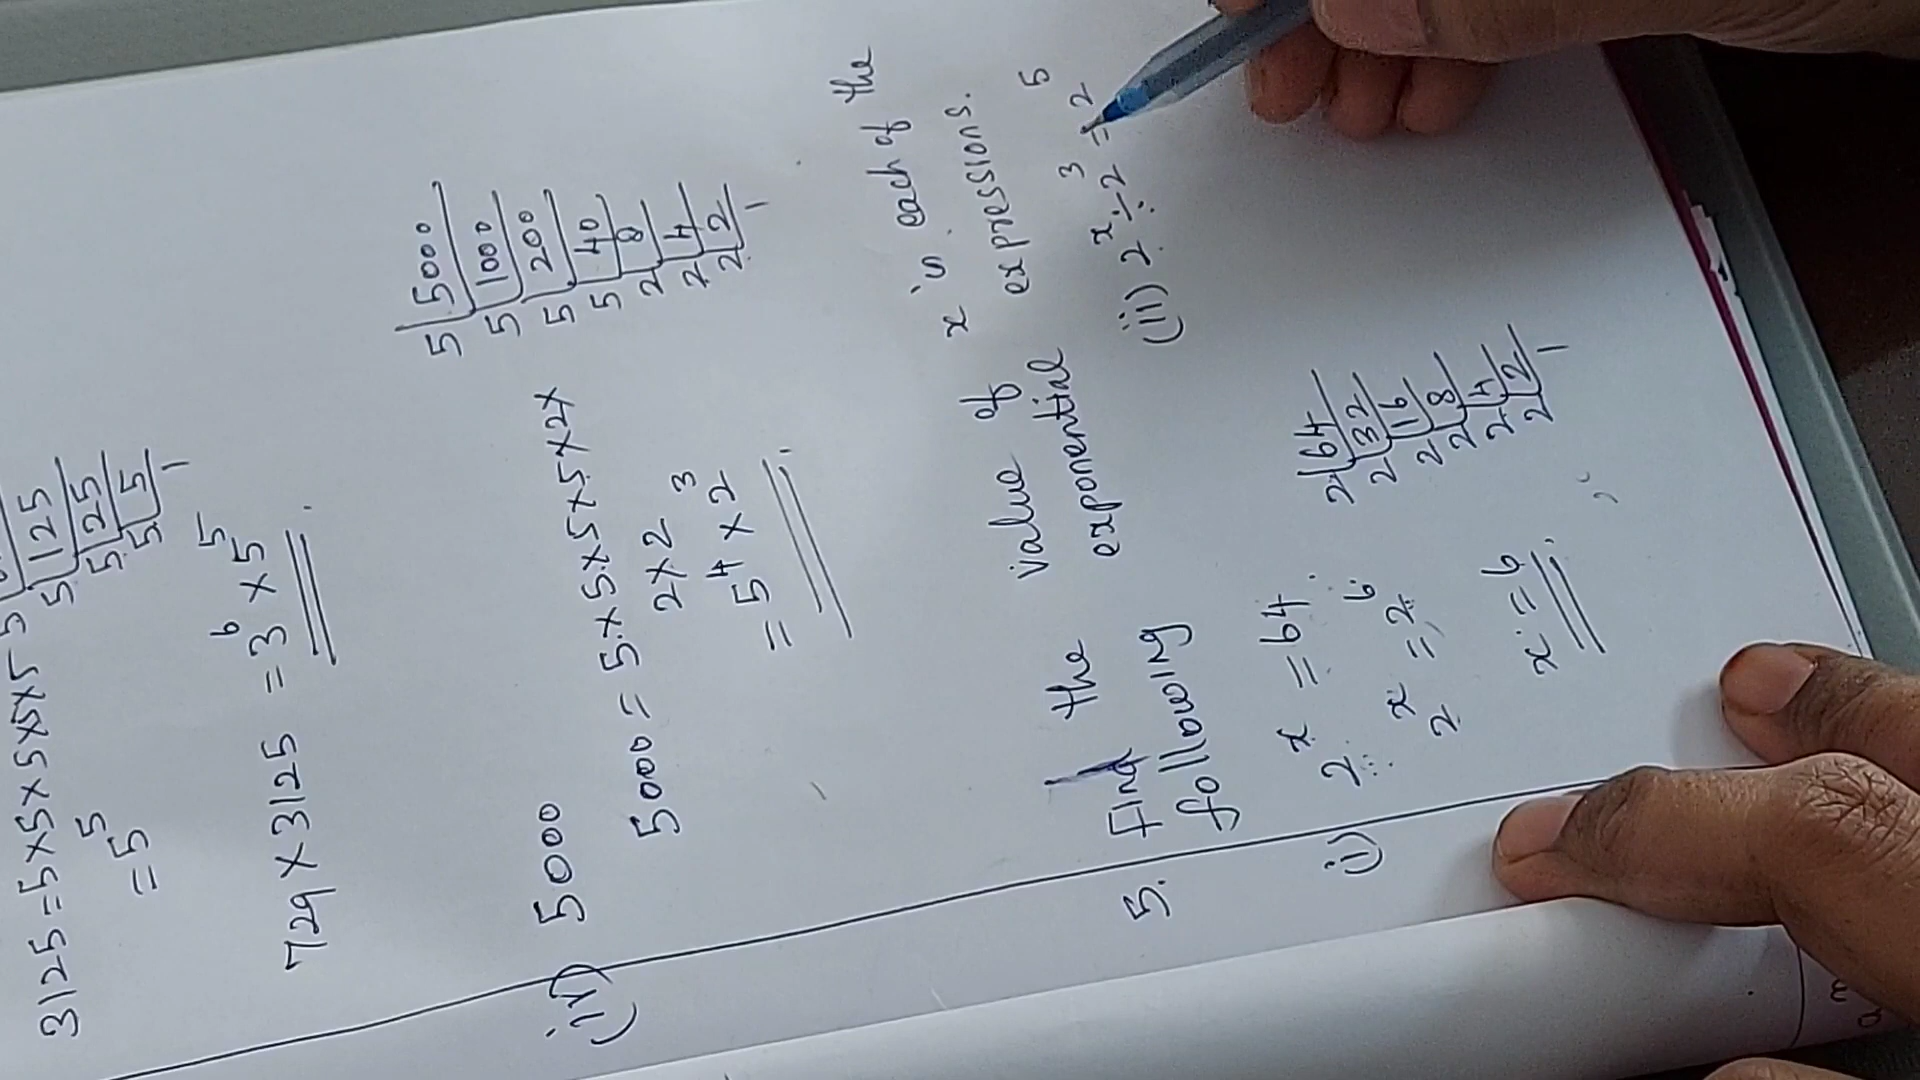 3125 = 5×5×5×5×5
= 5⁵
5|125
5|25
5|5
1
729 × 3125 = 3⁶ × 5⁵
(iv) 5000
5000 = 5×5×5×5×2×
2×2
= 5⁴ × 2³
5|5000
5|1000
5|200
5|40
2|8
2|4
2|2
1
5. Find the value of x in each of the
following exponential expressions.
(i) 2ˣ = 64
2ˣ = 2⁶
x = 6
2|64
2|32
2|16
2|8
2|4
2|2
1
(ii) 2ˣ ÷ 2³ = 2⁵